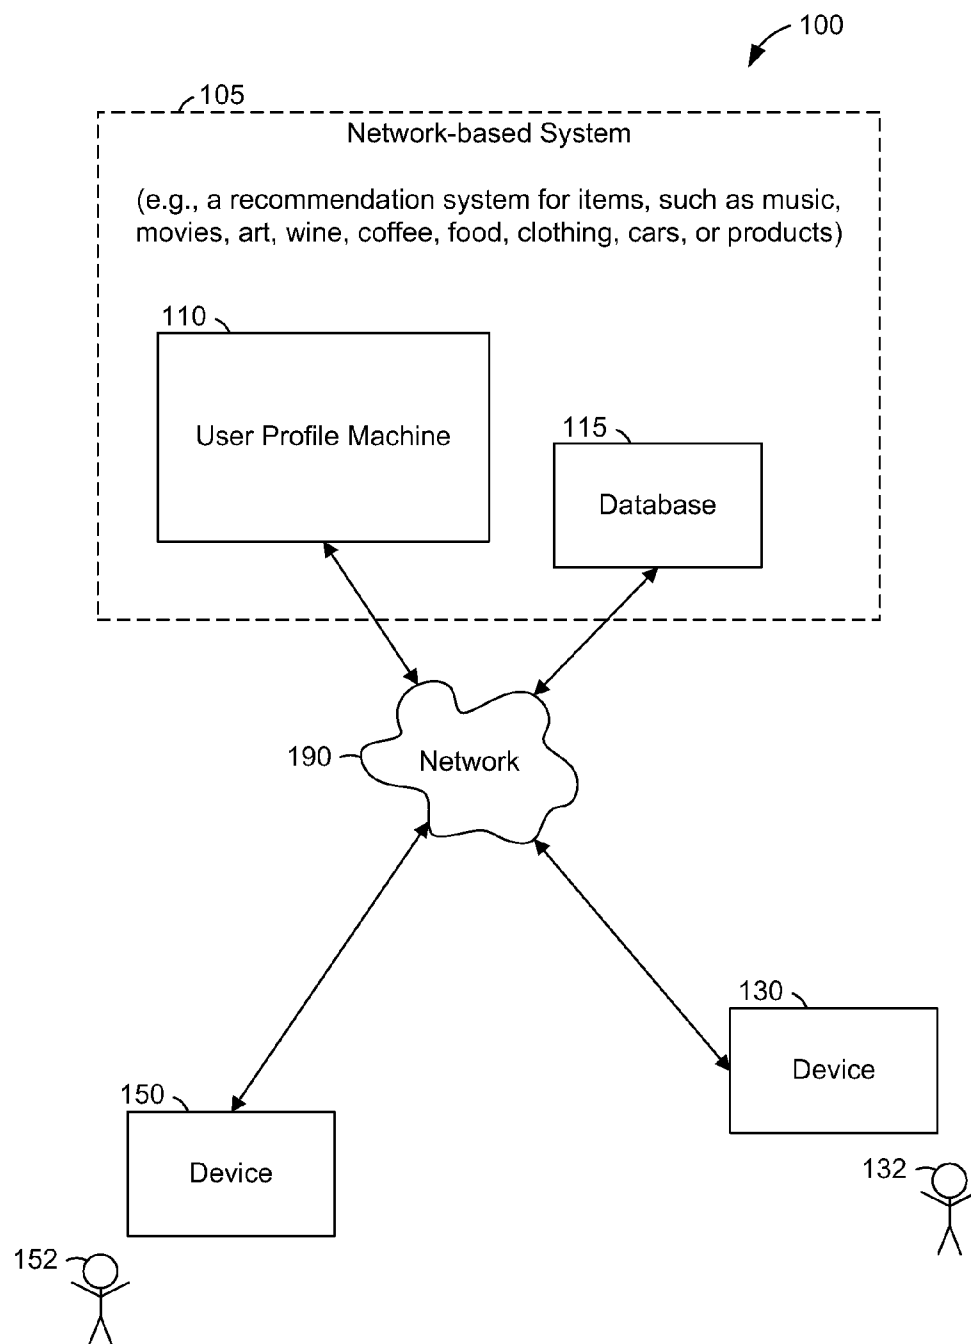 100
105
Network-based System
(e.g., a recommendation system for items, such as music,
movies, art, wine, coffee, food, clothing, cars, or products)
110
User Profile Machine
115
Database
190
Network
130
Device
150
Device
132
152